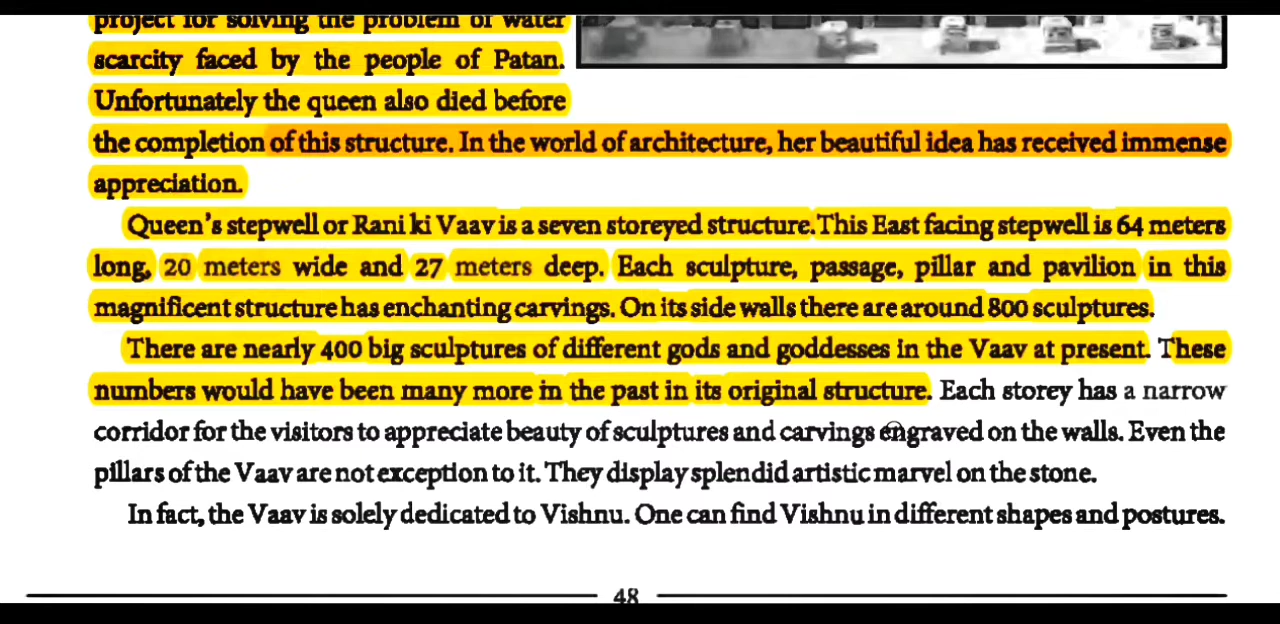 project for solving the problem of water
scarcity faced by the people of Patan.
Unfortunately the queen also died before
the completion of this structure. In the world of architecture, her beautiful idea has received immense
appreciation.
Queen's stepwell or Rani ki Vaav is a seven storeyed structure.This East facing stepwell is 64 meters
long, 20 meters wide and 27 meters deep. Each sculpture, passage, pillar and pavilion in this
magnificent structure has enchanting carvings. On its side walls there are around 800 sculptures.
There are nearly 400 big sculptures of different gods and goddesses in the Vaav at present. These
numbers would have been many more in the past in its original structure. Each storey has a narrow
corridor for the visitors to appreciate beauty of sculptures and carvings engraved on the walls. Even the
pillars of the Vaav are not exception to it. They display splendid artistic marvel on the stone.
In fact, the Vaav is solely dedicated to Vishnu. One can find Vishnu in different shapes and postures.
48